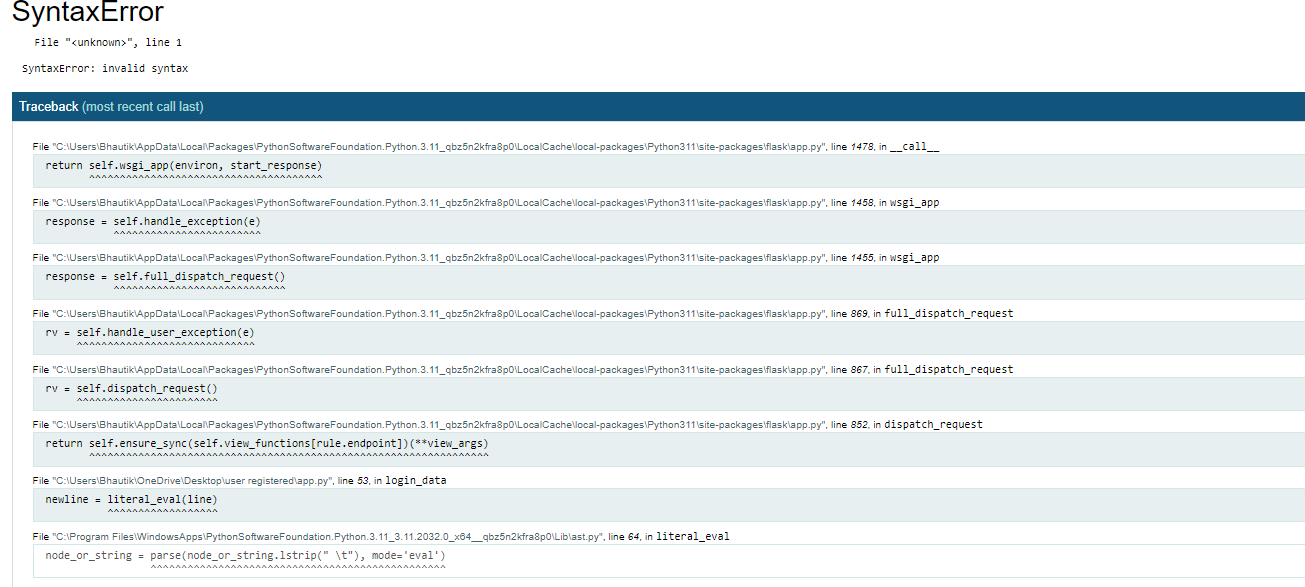 SyntaxError
File "<unknown>", line 1
SyntaxError: invalid syntax
Traceback (most recent call last)
File "C:\Users\Bhautik\AppData\Local\Packages\PythonSoftwareFoundation.Python.3.11_qbz5n2kfra8p0\LocalCache\local-packages\Python311\site-packages\flask\app.py", line 1478, in __call__
return self.wsgi_app(environ, start_response)
^^^^^^^^^^^^^^^^^^^^^^^^^^^^^^^^^^^^^^
File "C:\Users\Bhautik\AppData\Local\Packages\PythonSoftwareFoundation.Python.3.11_qbz5n2kfra8p0\LocalCache\local-packages\Python311\site-packages\flask\app.py", line 1458, in wsgi_app
response = self.handle_exception(e)
^^^^^^^^^^^^^^^^^^^^^^^^
File "C:\Users\Bhautik\AppData\Local\Packages\PythonSoftwareFoundation.Python.3.11_qbz5n2kfra8p0\LocalCache\local-packages\Python311\site-packages\flask\app.py", line 1455, in wsgi_app
response = self.full_dispatch_request()
^^^^^^^^^^^^^^^^^^^^^^^^^^^^
File "C:\Users\Bhautik\AppData\Local\Packages\PythonSoftwareFoundation.Python.3.11_qbz5n2kfra8p0\LocalCache\local-packages\Python311\site-packages\flask\app.py", line 869, in full_dispatch_request
rv = self.handle_user_exception(e)
^^^^^^^^^^^^^^^^^^^^^^^^^^^^^
File "C:\Users\Bhautik\AppData\Local\Packages\PythonSoftwareFoundation.Python.3.11_qbz5n2kfra8p0\LocalCache\local-packages\Python311\site-packages\flask\app.py", line 867, in full_dispatch_request
rv = self.dispatch_request()
^^^^^^^^^^^^^^^^^^^^^^^
File "C:\Users\Bhautik\AppData\Local\Packages\PythonSoftwareFoundation.Python.3.11_qbz5n2kfra8p0\LocalCache\local-packages\Python311\site-packages\flask\app.py", line 852, in dispatch_request
return self.ensure_sync(self.view_functions[rule.endpoint])(**view_args)
^^^^^^^^^^^^^^^^^^^^^^^^^^^^^^^^^^^^^^^^^^^^^^^^^^^^^^^^^^^^^^^^^
File "C:\Users\Bhautik\OneDrive\Desktop\user registered\app.py", line 53, in login_data
newline = literal_eval(line)
^^^^^^^^^^^^^^^^^^
File "C:\Program Files\WindowsApps\PythonSoftwareFoundation.Python.3.11_3.11.2032.0_x64__qbz5n2kfra8p0\Lib\ast.py", line 64, in literal_eval
node_or_string = parse(node_or_string.lstrip(" \t"), mode='eval')
^^^^^^^^^^^^^^^^^^^^^^^^^^^^^^^^^^^^^^^^^^^^^^^^